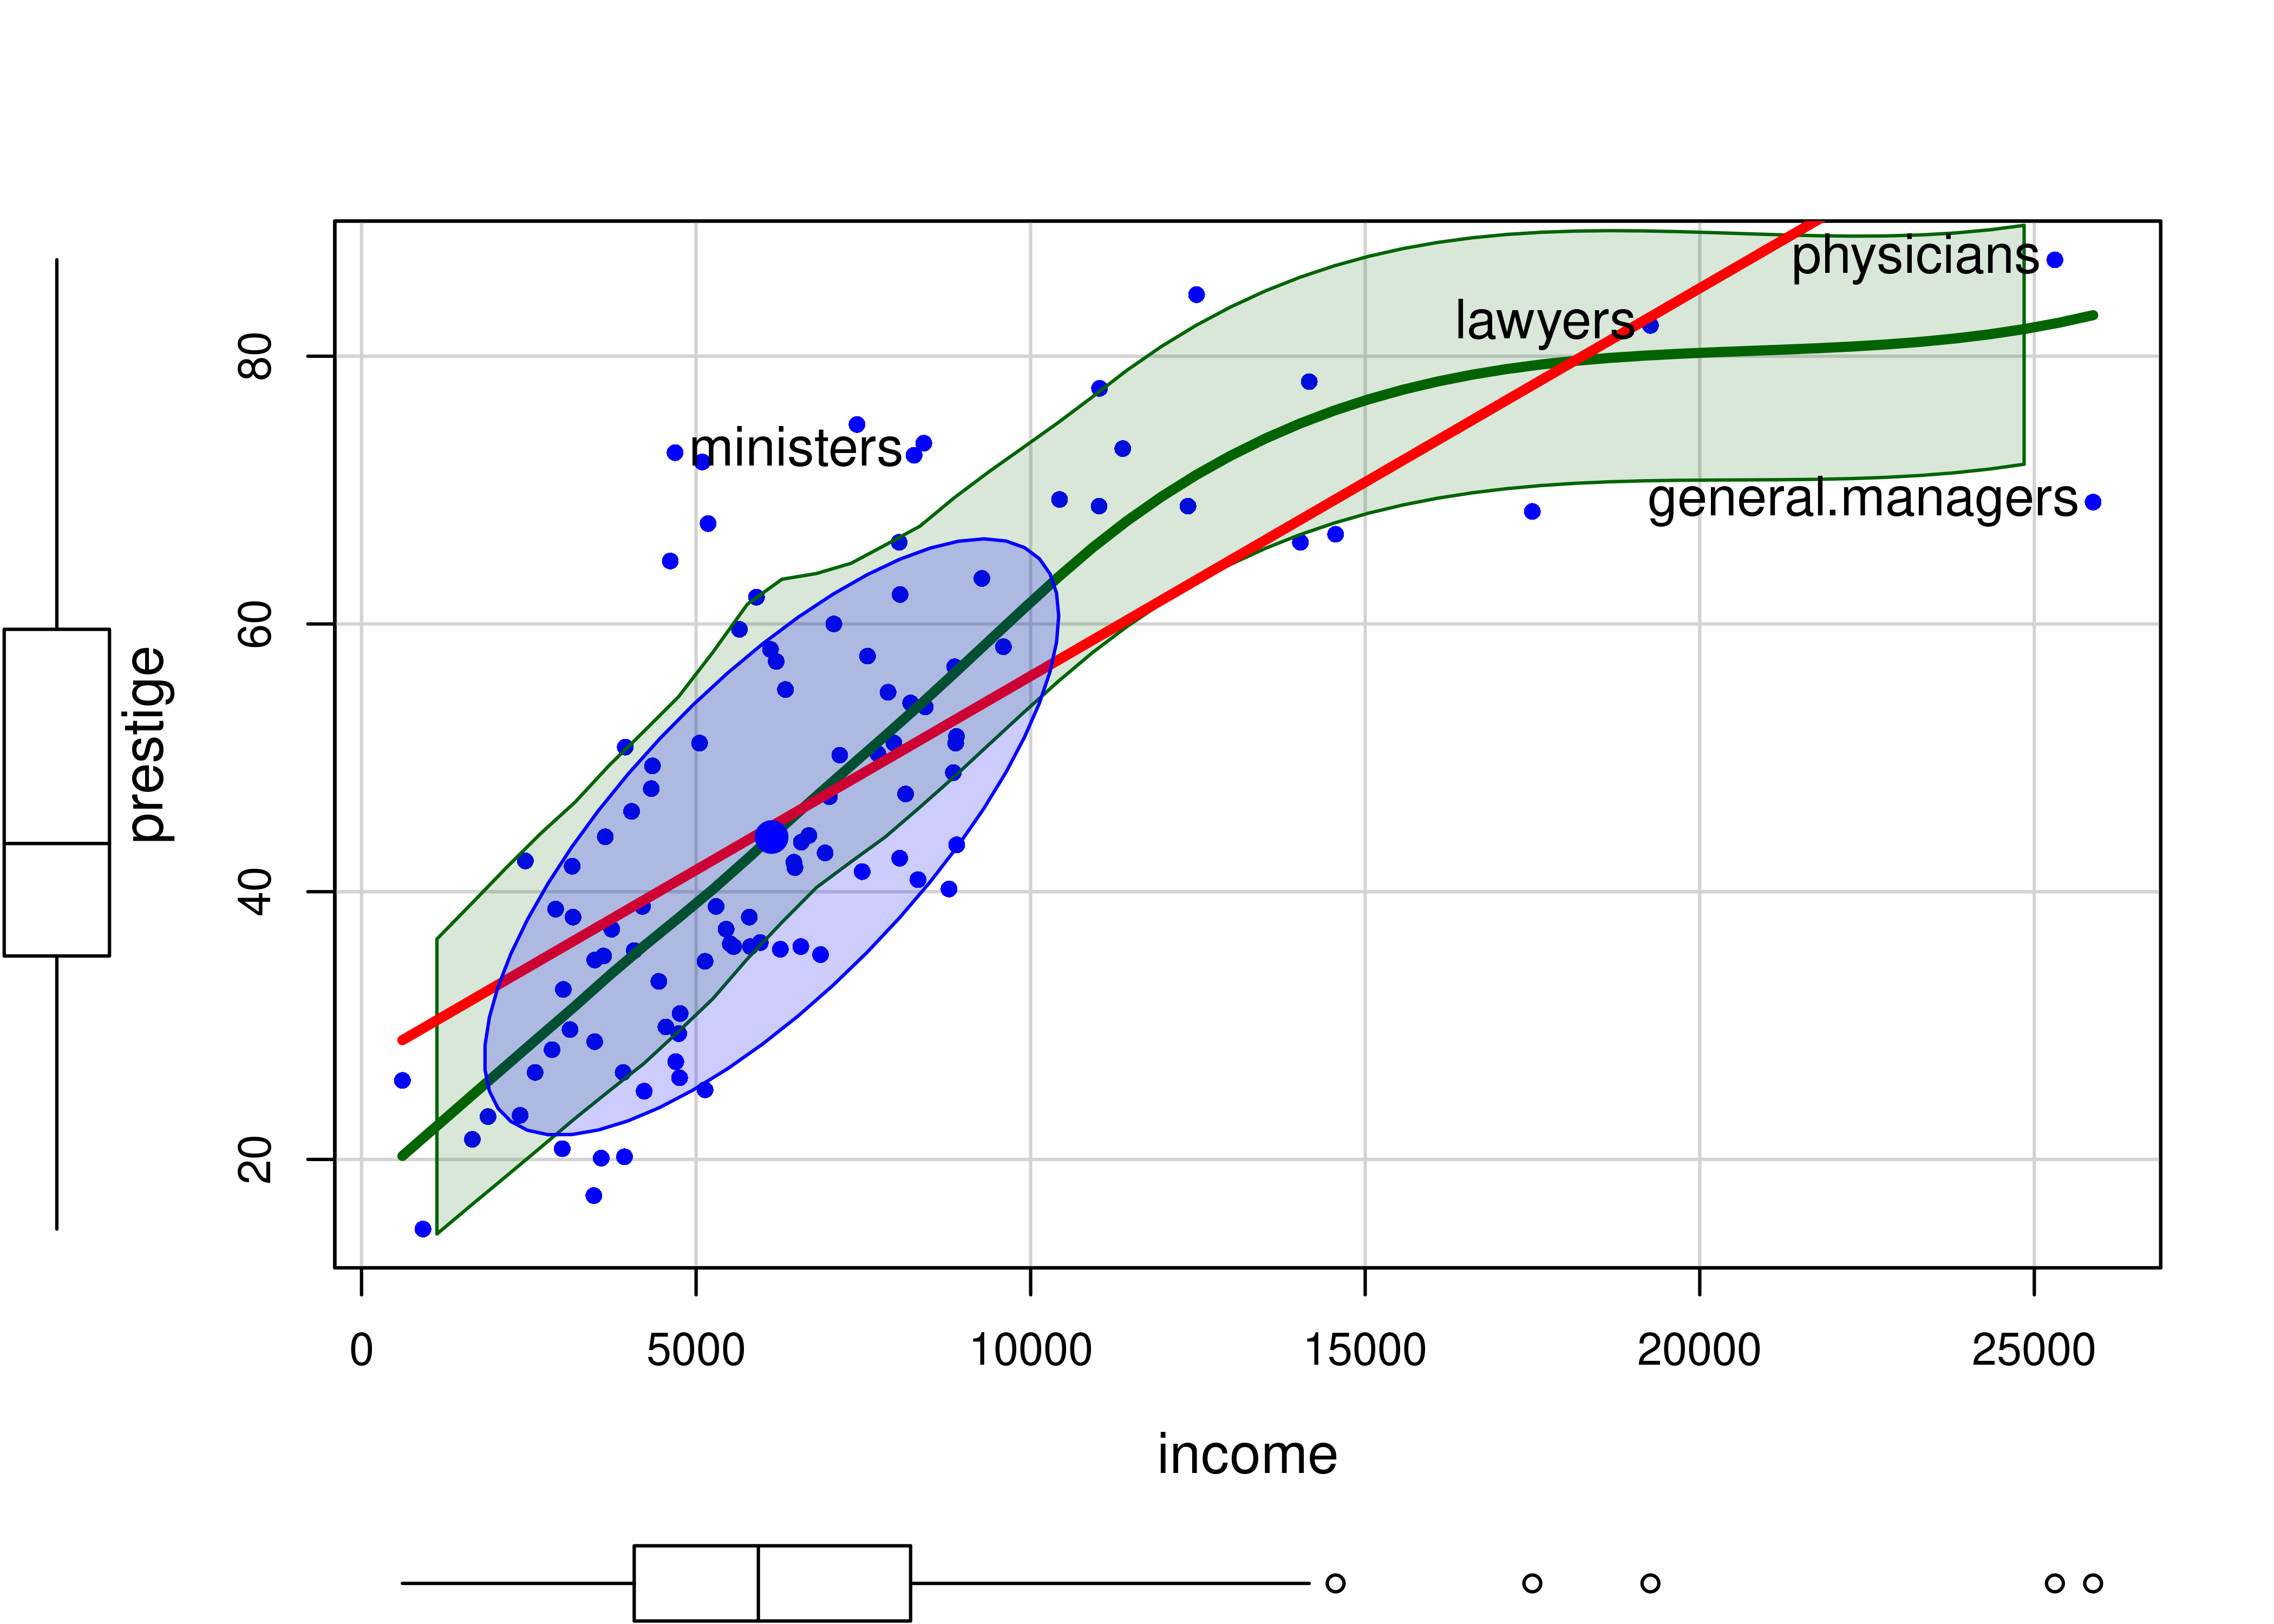 physicians
lawyers
ministers
general.managers
prestige
80
60
40
20
0 5000 10000 15000 20000 25000
income